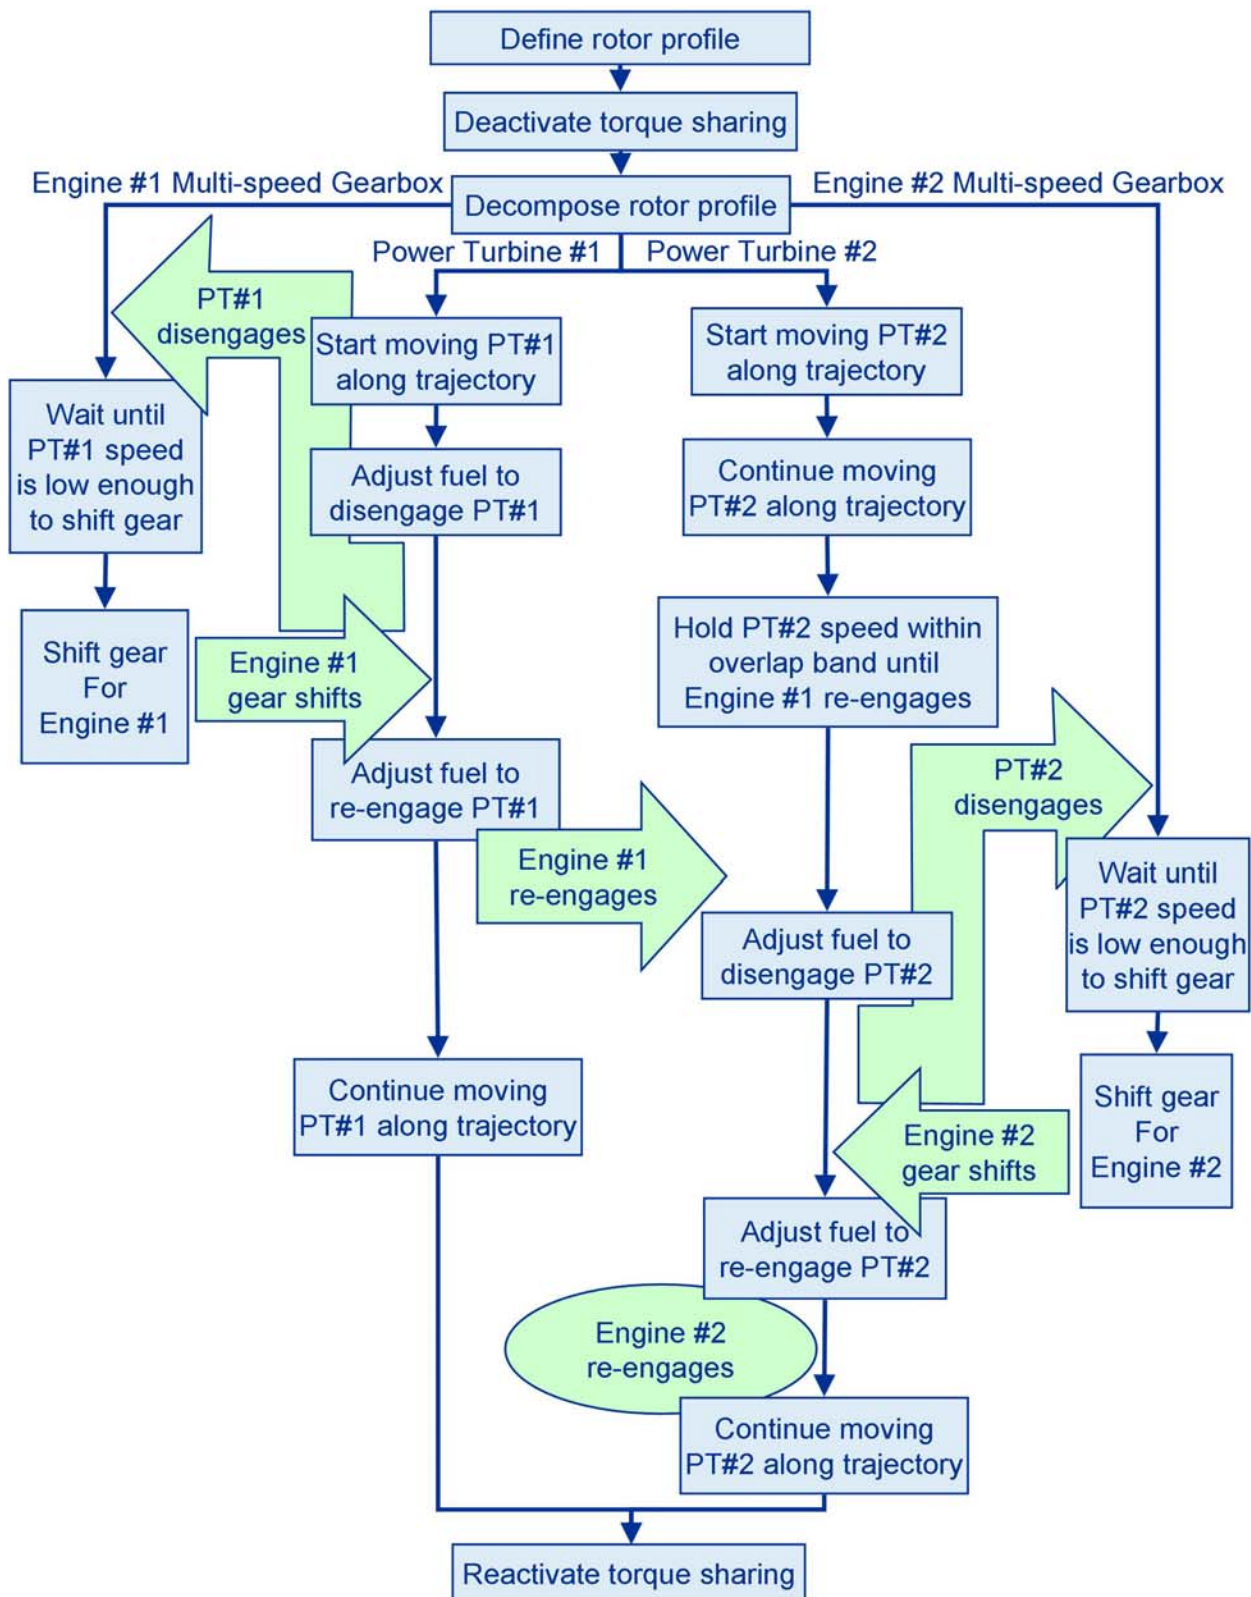 Define rotor profile
Deactivate torque sharing
Engine #1 Multi-speed Gearbox
Engine #2 Multi-speed Gearbox
Decompose rotor profile
Power Turbine #1
Power Turbine #2
PT#1
disengages
Start moving PT#1
along trajectory
Start moving PT#2
along trajectory
Wait until
PT#1 speed
is low enough
to shift gear
Adjust fuel to
disengage PT#1
Continue moving
PT#2 along trajectory
Shift gear
For
Engine #1
Engine #1
gear shifts
Hold PT#2 speed within
overlap band until
Engine #1 re-engages
Adjust fuel to
re-engage PT#1
PT#2
disengages
Engine #1
re-engages
Wait until
PT#2 speed
is low enough
to shift gear
Adjust fuel to
disengage PT#2
Continue moving
PT#1 along trajectory
Shift gear
For
Engine #2
Engine #2
gear shifts
Adjust fuel to
re-engage PT#2
Engine #2
re-engages
Continue moving
PT#2 along trajectory
Reactivate torque sharing